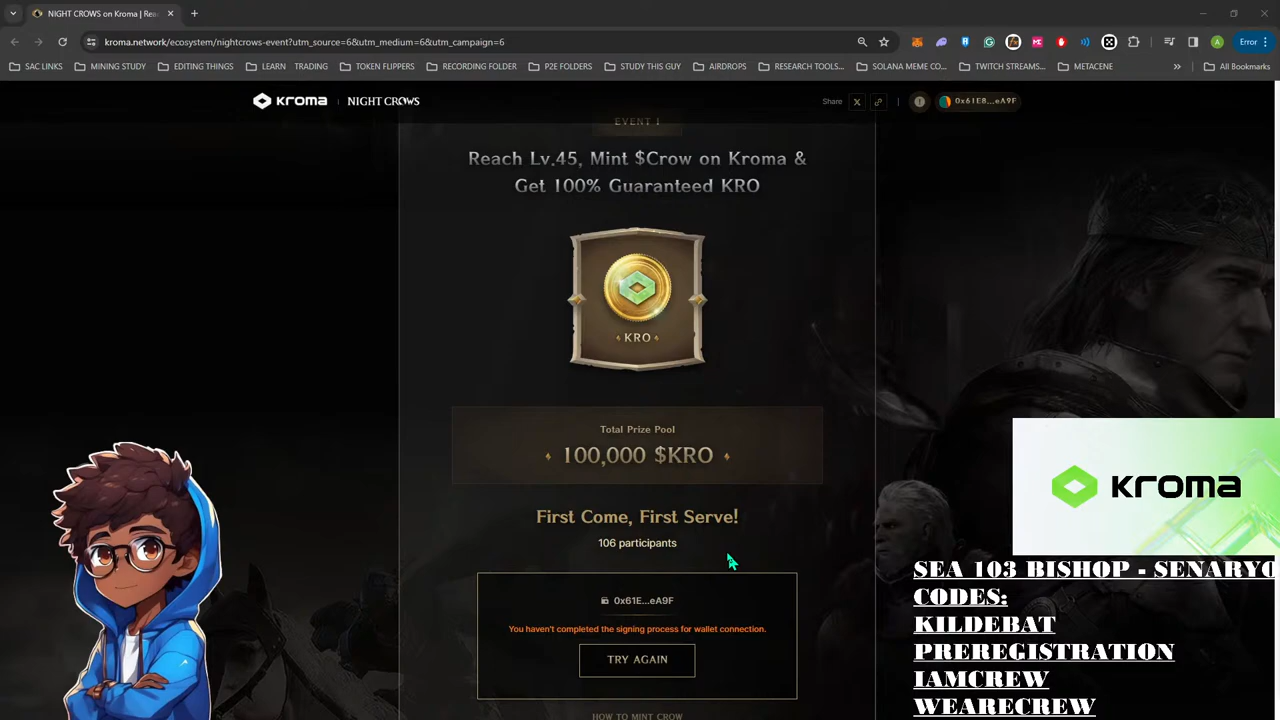 NIGHT CROWS on Kroma | Rea
kroma.network/ecosystem/nightcrows-event?utm_source=6&utm_medium=6&utm_campaign=6
Error
SAC LINKS
MINING STUDY
EDITING THINGS
LEARN TRADING
TOKEN FLIPPERS
RECORDING FOLDER
P2E FOLDERS
STUDY THIS GUY
AIRDROPS
RESEARCH TOOLS...
SOLANA MEME CO...
TWITCH STREAMS...
METACENE
All Bookmarks
Kroma
NIGHT CROWS
Share
0x61E8...eA9F
EVENT 1
Reach Lv.45, Mint $Crow on Kroma &
Get 100% Guaranteed KRO
KRO
Total Prize Pool
100,000 $KRO
First Come, First Serve!
106 participants
0x61E...eA9F
You haven't completed the signing process for wallet connection.
TRY AGAIN
HOW TO MINT CROW
kroma
SEA 103 BISHOP - SENARYO
CODES:
KILDEBAT
PREREGISTRATION
IAMCREW
WEARECREW